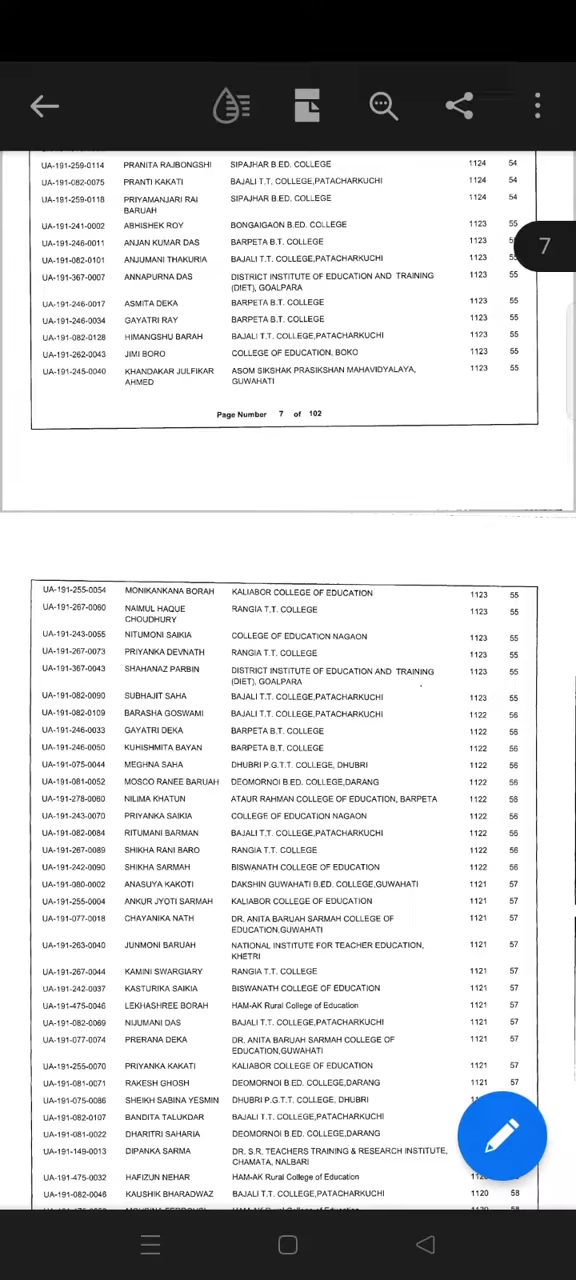 UA-191-259-0114 PRANITA RAJBONGSHI SIPAJHAR B.ED. COLLEGE 1124 54
UA-191-082-0075 PRANTI KAKATI BAJALI T.T. COLLEGE,PATACHARKUCHI 1124 54
UA-191-259-0118 PRIYAMANJARI RAI SIPAJHAR B.ED. COLLEGE 1124 54
BARUAH
UA-191-241-0002 ABHISHEK ROY BONGAIGAON B.ED. COLLEGE 1123 55
UA-191-246-0011 ANJAN KUMAR DAS BARPETA B.T. COLLEGE 1123
7
UA-191-082-0101 ANJUMANI THAKURIA BAJALI T.T. COLLEGE,PATACHARKUCHI 1123
UA-191-367-0007 ANNAPURNA DAS DISTRICT INSTITUTE OF EDUCATION AND TRAINING 1123 55
(DIET), GOALPARA
UA-191-246-0017 ASMITA DEKA BARPETA B.T. COLLEGE 1123 55
UA-191-246-0034 GAYATRI RAY BARPETA B.T. COLLEGE 1123 55
UA-191-082-0128 HIMANGSHU BARAH BAJALI T.T. COLLEGE,PATACHARKUCHI 1123 55
UA-191-262-0043 JIMI BORO COLLEGE OF EDUCATION, BOKO 1123 55
UA-191-245-0040 KHANDAKAR JULFIKAR ASOM SIKSHAK PRASIKSHAN MAHAVIDYALAYA, 1123 55
AHMED GUWAHATI
Page Number 7 of 102
UA-191-255-0054 MONIKANKANA BORAH KALIABOR COLLEGE OF EDUCATION 1123 55
UA-191-267-0060 NAIMUL HAQUE RANGIA T.T. COLLEGE 1123 55
CHOUDHURY
UA-191-243-0055 NITUMONI SAIKIA COLLEGE OF EDUCATION NAGAON 1123 55
UA-191-267-0073 PRIYANKA DEVNATH RANGIA T.T. COLLEGE 1123 55
UA-191-367-0043 SHAHANAZ PARBIN DISTRICT INSTITUTE OF EDUCATION AND TRAINING 1123 55
(DIET), GOALPARA
UA-191-082-0090 SUBHAJIT SAHA BAJALI T.T. COLLEGE,PATACHARKUCHI 1123 55
UA-191-082-0109 BARASHA GOSWAMI BAJALI T.T. COLLEGE,PATACHARKUCHI 1122 56
UA-191-246-0033 GAYATRI DEKA BARPETA B.T. COLLEGE 1122 56
UA-191-246-0050 KUHISHMITA BAYAN BARPETA B.T. COLLEGE 1122 56
UA-191-075-0044 MEGHNA SAHA DHUBRI P.G.T.T. COLLEGE, DHUBRI 1122 56
UA-191-081-0052 MOSCO RANEE BARUAH DEOMORNOI B.ED. COLLEGE,DARANG 1122 56
UA-191-278-0060 NILIMA KHATUN ATAUR RAHMAN COLLEGE OF EDUCATION, BARPETA 1122 56
UA-191-243-0070 PRIYANKA SAIKIA COLLEGE OF EDUCATION NAGAON 1122 56
UA-191-082-0084 RITUMANI BARMAN BAJALI T.T. COLLEGE,PATACHARKUCHI 1122 56
UA-191-267-0089 SHIKHA RANI BARO RANGIA T.T. COLLEGE 1122 56
UA-191-242-0090 SHIKHA SARMAH BISWANATH COLLEGE OF EDUCATION 1122 56
UA-191-080-0002 ANASUYA KAKOTI DAKSHIN GUWAHATI B.ED. COLLEGE,GUWAHATI 1121 57
UA-191-255-0004 ANKUR JYOTI SARMAH KALIABOR COLLEGE OF EDUCATION 1121 57
UA-191-077-0018 CHAYANIKA NATH DR. ANITA BARUAH SARMAH COLLEGE OF 1121 57
EDUCATION,GUWAHATI
UA-191-263-0040 JUNMONI BARUAH NATIONAL INSTITUTE FOR TEACHER EDUCATION, 1121 57
KHETRI
UA-191-267-0044 KAMINI SWARGIARY RANGIA T.T. COLLEGE 1121 57
UA-191-242-0037 KASTURIKA SAIKIA BISWANATH COLLEGE OF EDUCATION 1121 57
UA-191-475-0046 LEKHASHREE BORAH HAM-AK Rural College of Education 1121 57
UA-191-082-0069 NIJUMANI DAS BAJALI T.T. COLLEGE,PATACHARKUCHI 1121 57
UA-191-077-0074 PRERANA DEKA DR. ANITA BARUAH SARMAH COLLEGE OF 1121 57
EDUCATION,GUWAHATI
UA-191-255-0070 PRIYANKA KAKATI KALIABOR COLLEGE OF EDUCATION 1121 57
UA-191-081-0071 RAKESH GHOSH DEOMORNOI B.ED. COLLEGE,DARANG 1121 57
UA-191-075-0086 SHEIKH SABINA YESMIN DHUBRI P.G.T.T. COLLEGE, DHUBRI
UA-191-082-0107 BANDITA TALUKDAR BAJALI T.T. COLLEGE,PATACHARKUCHI
UA-191-081-0022 DHARITRI SAHARIA DEOMORNOI B.ED. COLLEGE,DARANG
UA-191-149-0013 DIPANKA SARMA DR. S.R. TEACHERS TRAINING & RESEARCH INSTITUTE,
CHAMATA, NALBARI
UA-191-475-0032 HAFIZUN NEHAR HAM-AK Rural College of Education
UA-191-082-0046 KAUSHIK BHARADWAZ BAJALI T.T. COLLEGE,PATACHARKUCHI 1120 58